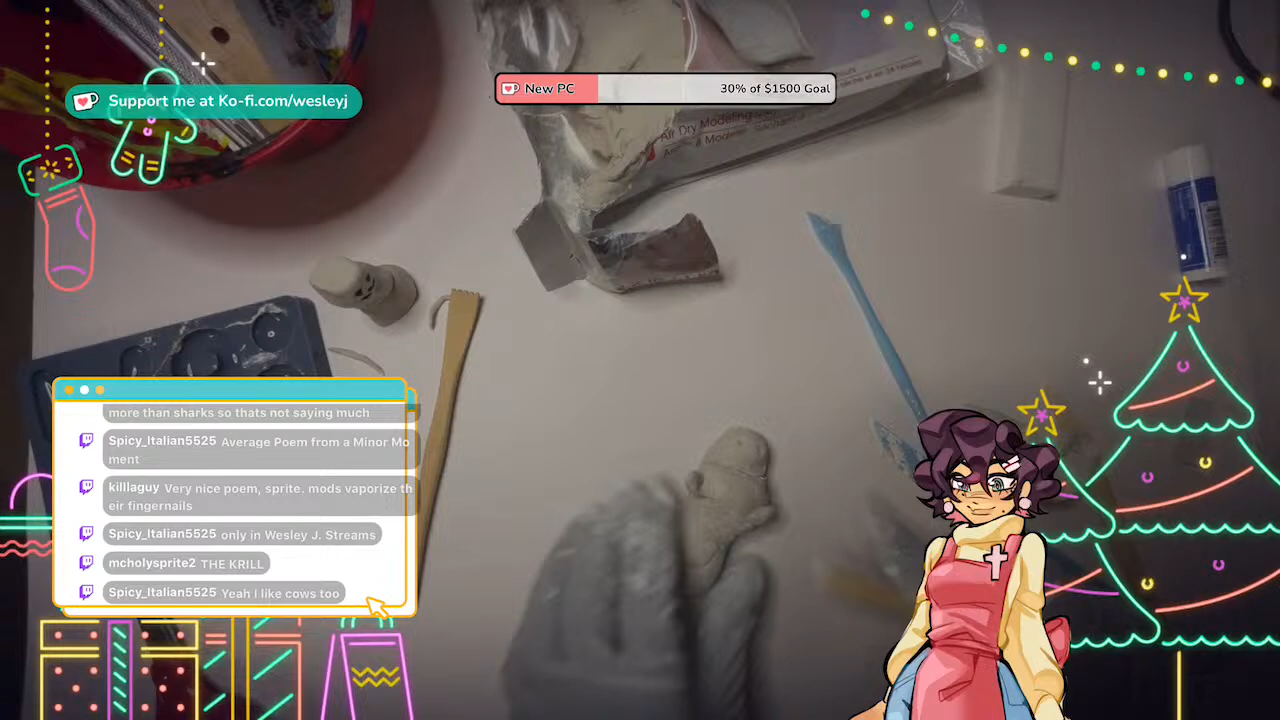 Support me at Ko-fi.com/wesleyj
New PC
30% of $1500 Goal
Air Dry Modeling
more than sharks so thats not saying much
Spicy_Italian5525 Average Poem from a Minor Mo
ment
killlaguy Very nice poem, sprite. mods vaporize th
eir fingernails
Spicy_Italian5525 only in Wesley J. Streams
mcholysprite2 THE KRILL
Spicy_Italian5525 Yeah I like cows too